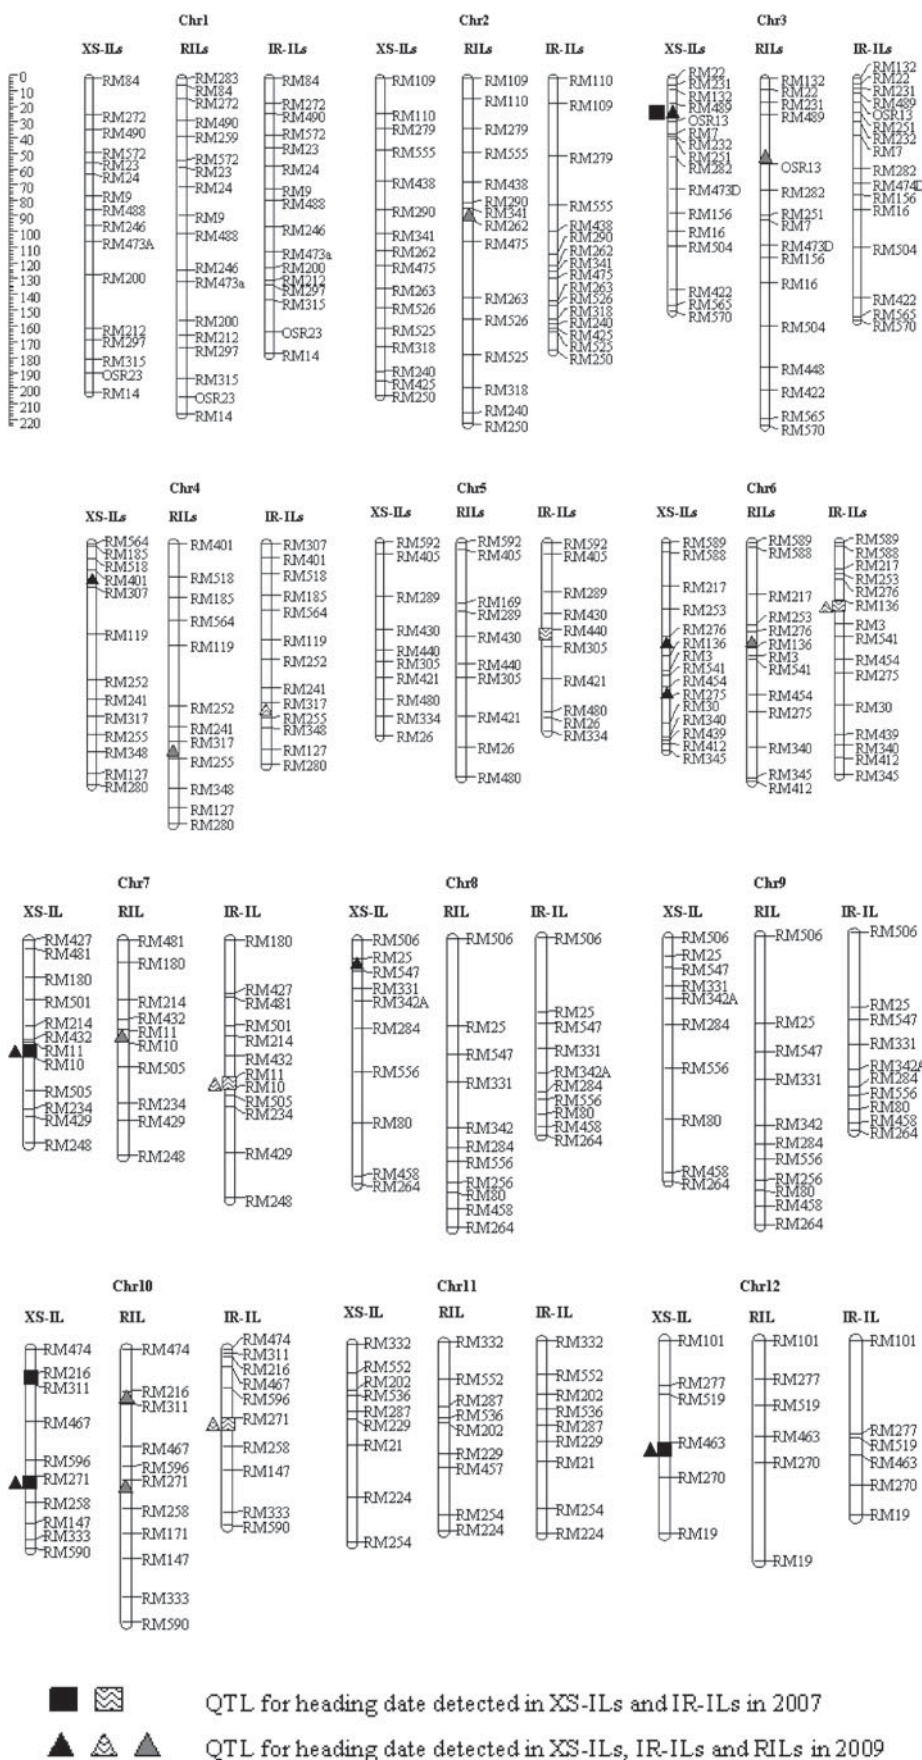 Chr1
XS-ILs
RILs
IR-ILs
0
10
20
30
40
50
60
70
80
90
100
110
120
130
140
150
160
170
180
190
200
210
220
RM84
RM272
RM490
RM572
RM23
RM24
RM9
RM488
RM246
RM473A
RM200
RM212
RM297
RM315
OSR23
RM14
RM283
RM84
RM272
RM490
RM259
RM572
RM23
RM24
RM9
RM488
RM246
RM473a
RM200
RM212
RM297
RM315
OSR23
RM14
RM84
RM272
RM490
RM572
RM23
RM24
RM9
RM488
RM246
RM473a
RM200
RM212
RM297
RM315
OSR23
RM14
Chr2
XS-ILs
RILs
IR-ILs
RM109
RM110
RM279
RM555
RM438
RM290
RM341
RM262
RM475
RM263
RM526
RM525
RM318
RM240
RM425
RM250
RM109
RM110
RM279
RM555
RM438
RM290
RM341
RM262
RM475
RM263
RM526
RM525
RM318
RM240
RM250
RM110
RM109
RM279
RM555
RM438
RM290
RM262
RM341
RM475
RM263
RM526
RM318
RM240
RM425
RM525
RM250
Chr3
XS-ILs
RILs
IR-ILs
RM22
RM231
RM132
RM489
OSR13
RM7
RM232
RM251
RM282
RM473D
RM156
RM16
RM504
RM422
RM565
RM570
RM132
RM22
RM231
RM489
OSR13
RM282
RM251
RM7
RM473D
RM156
RM16
RM504
RM448
RM422
RM565
RM570
RM132
RM22
RM231
RM489
OSR13
RM251
RM232
RM7
RM282
RM474D
RM156
RM16
RM504
RM422
RM565
RM570
Chr4
XS-ILs
RILs
IR-ILs
RM564
RM185
RM518
RM401
RM307
RM119
RM252
RM241
RM317
RM255
RM348
RM127
RM280
RM401
RM518
RM185
RM564
RM119
RM252
RM241
RM317
RM255
RM348
RM127
RM280
RM307
RM401
RM518
RM185
RM564
RM119
RM252
RM241
RM317
RM255
RM348
RM127
RM280
Chr5
XS-ILs
RILs
IR-ILs
RM592
RM405
RM289
RM430
RM440
RM305
RM421
RM480
RM334
RM26
RM592
RM405
RM169
RM289
RM430
RM440
RM305
RM421
RM26
RM480
RM592
RM405
RM289
RM430
RM440
RM305
RM421
RM480
RM26
RM334
Chr6
XS-ILs
RILs
IR-ILs
RM589
RM588
RM217
RM253
RM276
RM136
RM3
RM541
RM454
RM275
RM30
RM340
RM439
RM412
RM345
RM589
RM588
RM217
RM253
RM276
RM136
RM3
RM541
RM454
RM275
RM340
RM345
RM412
RM589
RM588
RM217
RM253
RM276
RM136
RM3
RM541
RM454
RM275
RM30
RM439
RM340
RM412
RM345
Chr7
XS-IL
RIL
IR-IL
RM427
RM481
RM180
RM501
RM214
RM432
RM11
RM10
RM505
RM234
RM429
RM248
RM481
RM180
RM214
RM432
RM11
RM10
RM505
RM234
RM429
RM248
RM180
RM427
RM481
RM501
RM214
RM432
RM11
RM10
RM505
RM234
RM429
RM248
Chr8
XS-IL
RIL
IR-IL
RM506
RM25
RM547
RM331
RM342A
RM284
RM556
RM80
RM458
RM264
RM506
RM25
RM547
RM331
RM342
RM284
RM556
RM256
RM80
RM458
RM264
RM506
RM25
RM547
RM331
RM342A
RM284
RM556
RM80
RM458
RM264
Chr9
XS-IL
RIL
IR-IL
RM506
RM25
RM547
RM331
RM342A
RM284
RM556
RM80
RM458
RM264
RM506
RM25
RM547
RM331
RM342
RM284
RM556
RM256
RM80
RM458
RM264
RM506
RM25
RM547
RM331
RM342A
RM284
RM556
RM80
RM458
RM264
Chr10
XS-IL
RIL
IR-IL
RM474
RM216
RM311
RM467
RM596
RM271
RM258
RM147
RM333
RM590
RM474
RM216
RM311
RM467
RM596
RM271
RM258
RM171
RM147
RM333
RM590
RM474
RM311
RM216
RM467
RM596
RM271
RM258
RM147
RM333
RM590
Chr11
XS-IL
RIL
IR-IL
RM332
RM552
RM202
RM536
RM287
RM229
RM21
RM224
RM254
RM332
RM552
RM287
RM536
RM202
RM229
RM457
RM254
RM224
RM332
RM552
RM202
RM536
RM287
RM229
RM21
RM254
RM224
Chr12
XS-IL
RIL
IR-IL
RM101
RM277
RM519
RM463
RM270
RM19
RM101
RM277
RM519
RM463
RM270
RM19
RM101
RM277
RM519
RM463
RM270
RM19
QTL for heading date detected in XS-ILs and IR-ILs in 2007
QTL for heading date detected in XS-ILs, IR-ILs and RILs in 2009